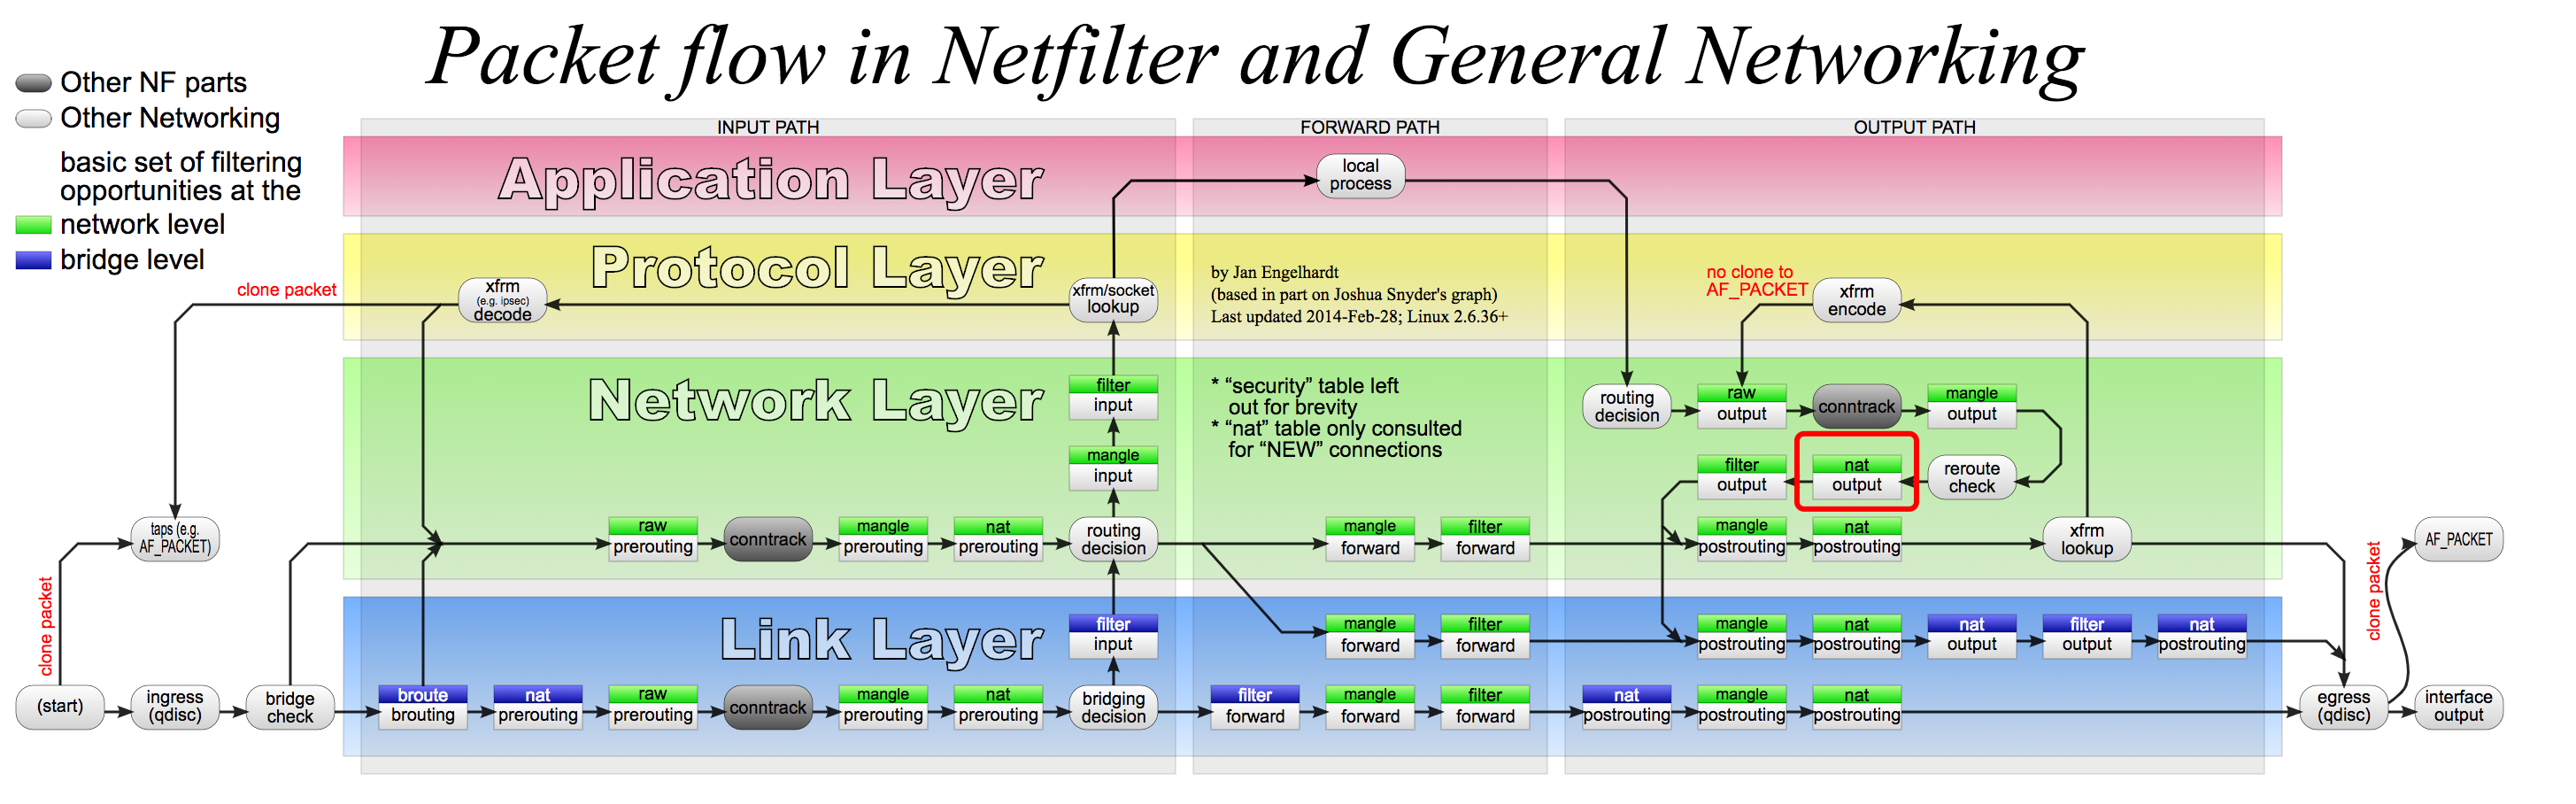 Packet flow in Netfilter and General Networking
Other NF parts
Other Networking
basic set of filtering
opportunities at the
network level
bridge level
INPUT PATH
FORWARD PATH
OUTPUT PATH
Application Layer
local
process
Protocol Layer
clone packet
xfrm
(e.g. ipsec)
decode
xfrm/socket
lookup
by Jan Engelhardt
(based in part on Joshua Snyder's graph)
Last updated 2014-Feb-28; Linux 2.6.36+
no clone to
AF_PACKET
xfrm
encode
Network Layer
filter
input
mangle
input
* “security” table left
out for brevity
* “nat” table only consulted
for “NEW” connections
routing
decision
raw
output
conntrack
mangle
output
filter
output
nat
output
reroute
check
taps (e.g.
AF_PACKET)
raw
prerouting
conntrack
mangle
prerouting
nat
prerouting
routing
decision
mangle
forward
filter
forward
mangle
postrouting
nat
postrouting
xfrm
lookup
AF_PACKET
clone packet
clone packet
Link Layer
filter
input
mangle
forward
filter
forward
mangle
postrouting
nat
postrouting
nat
output
filter
output
nat
postrouting
(start)
ingress
(qdisc)
bridge
check
broute
brouting
nat
prerouting
raw
prerouting
conntrack
mangle
prerouting
nat
prerouting
bridging
decision
filter
forward
mangle
forward
filter
forward
nat
postrouting
mangle
postrouting
nat
postrouting
egress
(qdisc)
interface
output